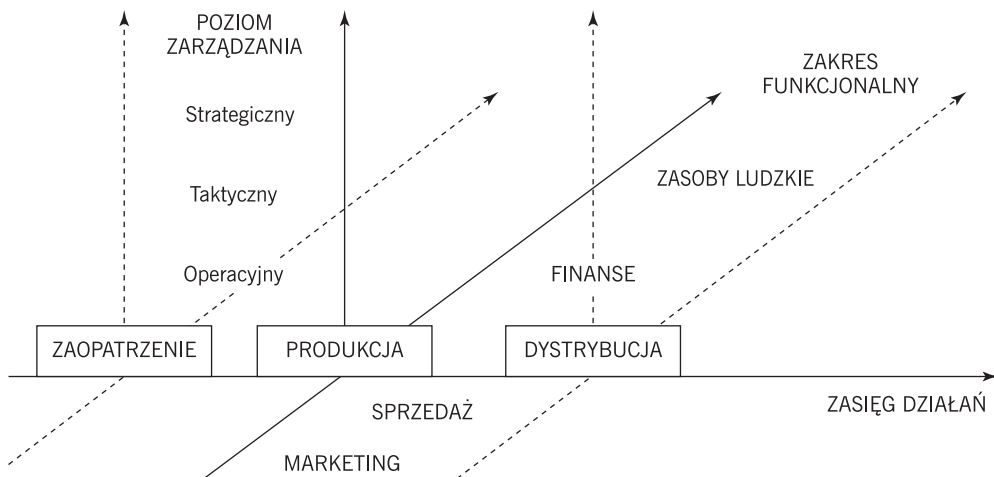 POZIOM
ZARZĄDZANIA
Strategiczny
Taktyczny
Operacyjny
ZAKRES
FUNKCJONALNY
ZASOBY LUDZKIE
FINANSE
ZAOPATRZENIE
PRODUKCJA
DYSTRYBUCJA
ZASIĘG DZIAŁAŃ
SPRZEDAŻ
MARKETING